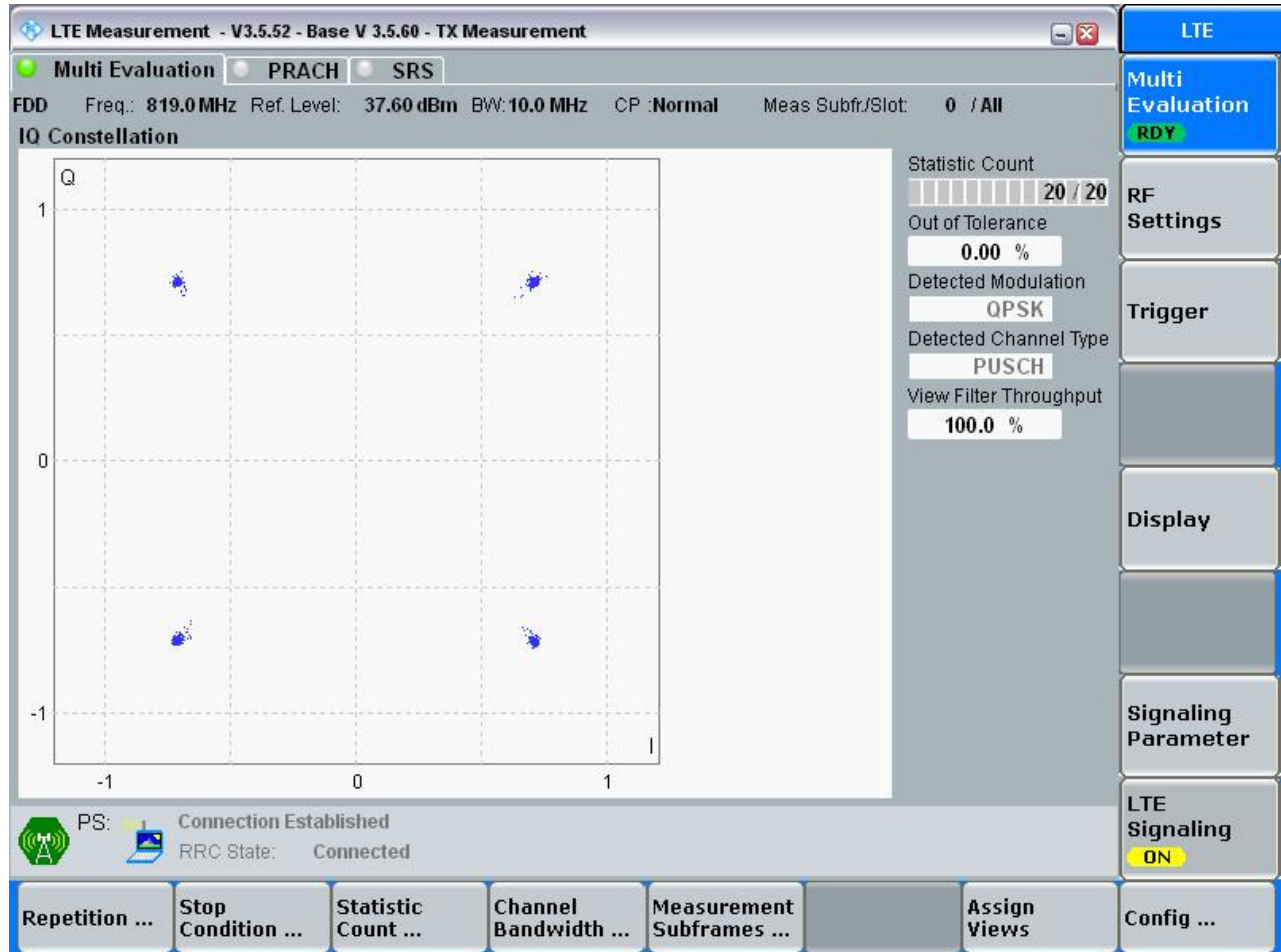 LTE Measurement - V3.5.52 - Base V 3.5.60 - TX Measurement
LTE
Multi Evaluation PRACH SRS
FDD Freq.: 819.0 MHz Ref. Level: 37.60 dBm BW: 10.0 MHz CP :Normal Meas Subfr./Slot: 0 / All
IQ Constellation
Q
1
0
-1
I
-1 0 1
Statistic Count
20 / 20
Out of Tolerance
0.00 %
Detected Modulation
QPSK
Detected Channel Type
PUSCH
View Filter Throughput
100.0 %
Multi
Evaluation
RDY
RF
Settings
Trigger
Display
Signaling
Parameter
LTE
Signaling
ON
PS: Connection Established
RRC State: Connected
Repetition ...
Stop
Condition ...
Statistic
Count ...
Channel
Bandwidth ...
Measurement
Subframes ...
Assign
Views
Config ...